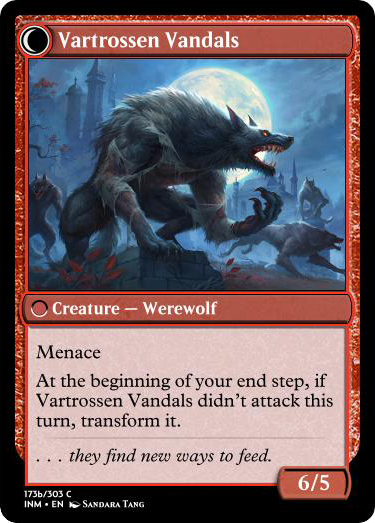 Vartrossen Vandals
Creature — Werewolf
Menace
At the beginning of your end step, if
Vartrossen Vandals didn't attack this
turn, transform it.
. . . they find new ways to feed.
6/5
173b/303 C
INM • EN Sandara Tang